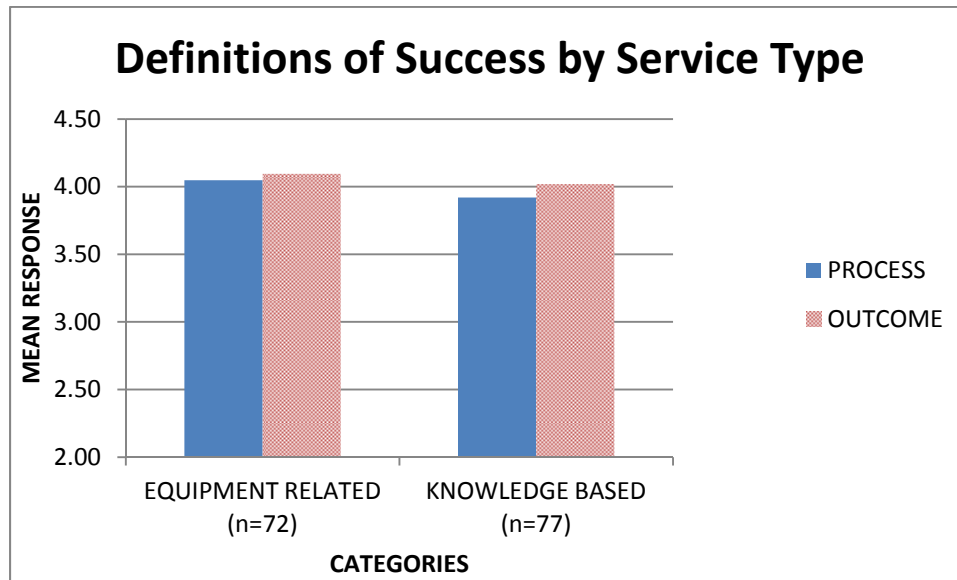 Definitions of Success by Service Type
4.50
4.00
3.50
3.00
2.50
2.00
MEAN RESPONSE
EQUIPMENT RELATED
(n=72)
KNOWLEDGE BASED
(n=77)
CATEGORIES
PROCESS
OUTCOME